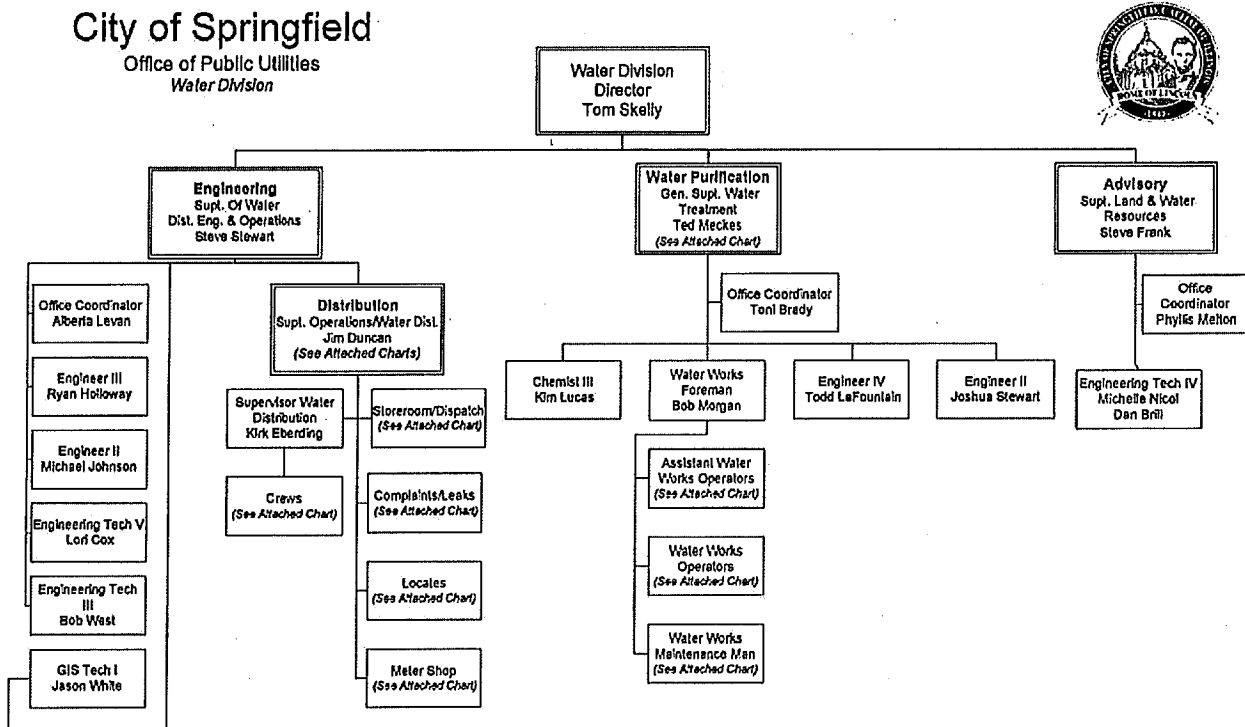 City of Springfield
Office of Public Utilities
Water Division
Water Division
Director
Tom Skelly
HOME OF LINCOLN
Engineering
Supt. Of Water
Dist. Eng. & Operations
Steve Stewart
Water Purification
Gen. Supt. Water
Treatment
Ted Meckes
(See Attached Chart)
Advisory
Supt. Land & Water
Resources
Steve Frank
Office Coordinator
Alberta Levan
Engineer III
Ryan Holloway
Engineer II
Michael Johnson
Engineering Tech V
Lori Cox
Engineering Tech
III
Bob West
GIS Tech I
Jason White
Distribution
Supt. Operations/Water Dist.
Jim Duncan
(See Attached Charts)
Supervisor Water
Distribution
Kirk Eberding
Crews
(See Attached Chart)
Storeroom/Dispatch
(See Attached Chart)
Complaints/Leaks
(See Attached Chart)
Locates
(See Attached Chart)
Meter Shop
(See Attached Chart)
Office Coordinator
Toni Brady
Chemist III
Kim Lucas
Water Works
Foreman
Bob Morgan
Engineer IV
Todd LaFountain
Engineer II
Joshua Stewart
Assistant Water
Works Operators
(See Attached Chart)
Water Works
Operators
(See Attached Chart)
Water Works
Maintenance Man
(See Attached Chart)
Office
Coordinator
Phyllis Melton
Engineering Tech IV
Michelle Nicol
Dan Brill